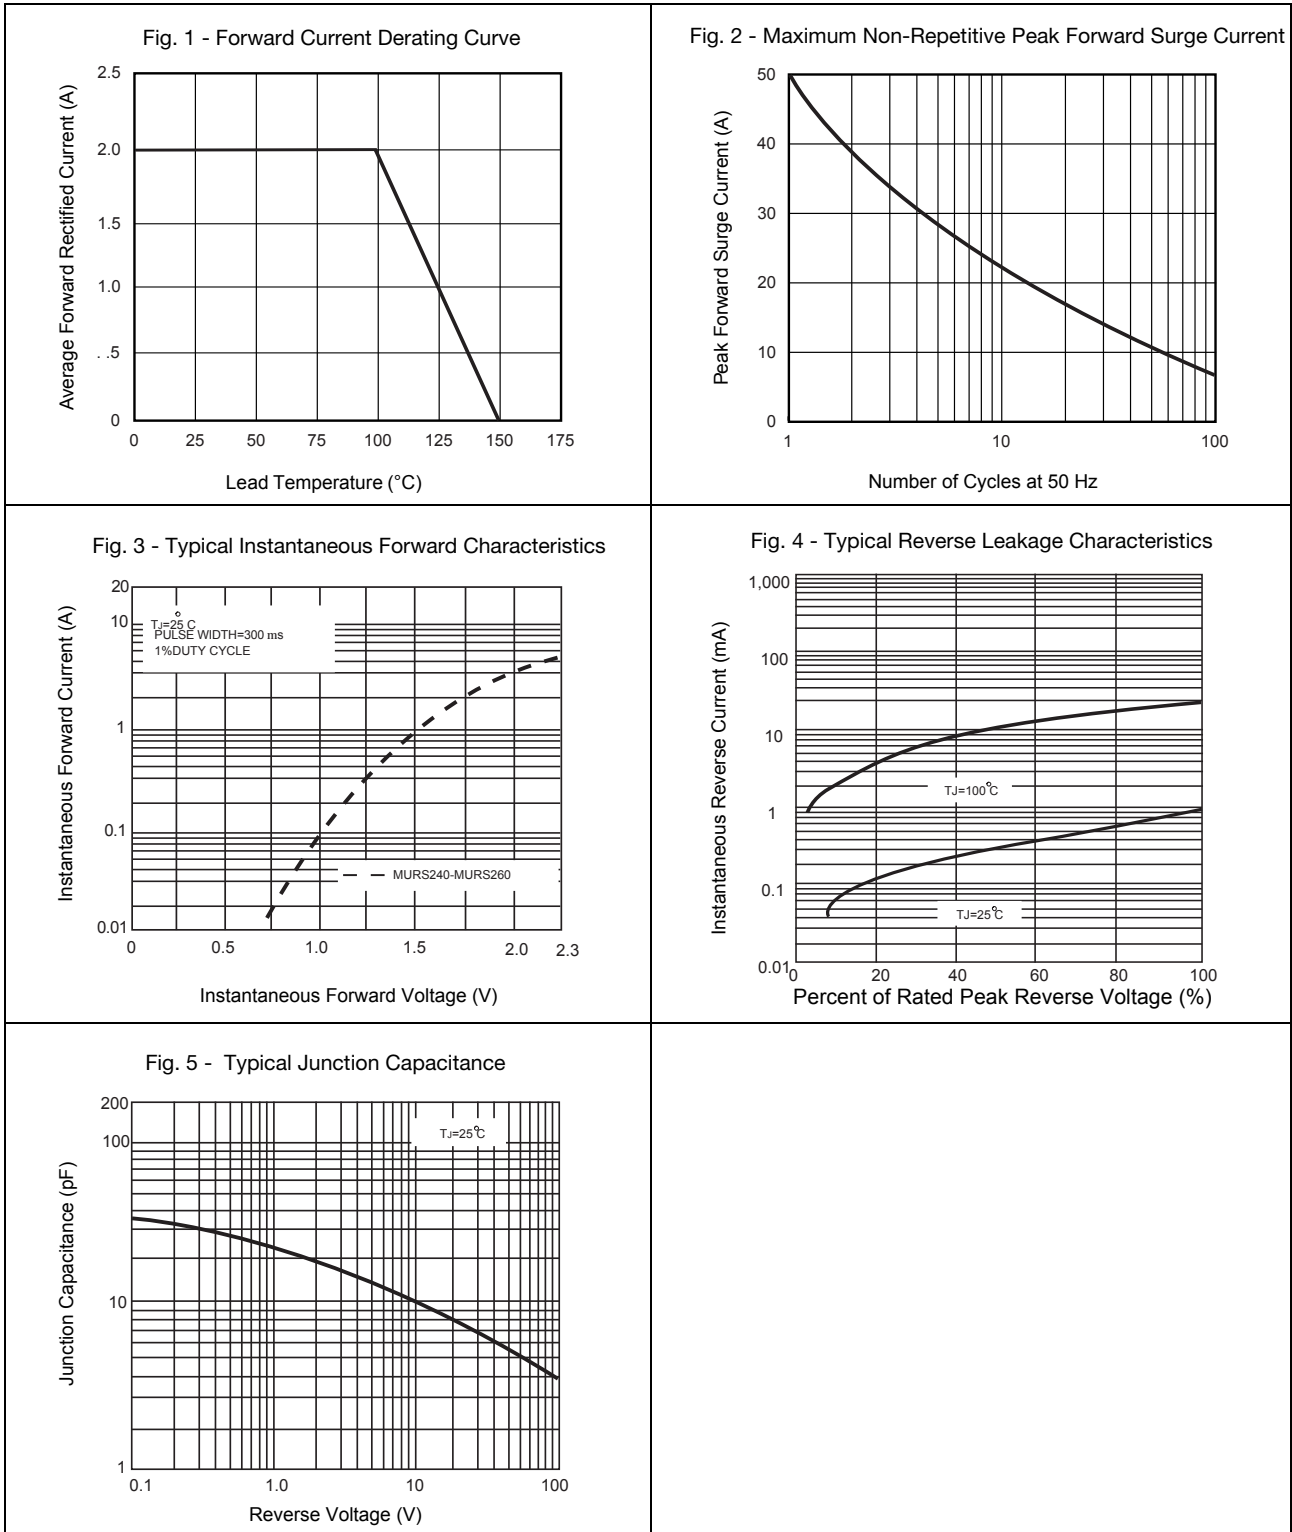 Fig. 1 - Forward Current Derating Curve
Average Forward Rectified Current (A)
2.5
2.0
1.5
1.0
. .5
0
0 25 50 75 100 125 150 175
Lead Temperature (°C)
Fig. 2 - Maximum Non-Repetitive Peak Forward Surge Current
Peak Forward Surge Current (A)
50
40
30
20
10
0
1 10 100
Number of Cycles at 50 Hz
Fig. 3 - Typical Instantaneous Forward Characteristics
Instantaneous Forward Current (A)
20
10
1
0.1
0.01
TJ=25°C
PULSE WIDTH=300 ms
1%DUTY CYCLE
MURS240-MURS260
0 0.5 1.0 1.5 2.0 2.3
Instantaneous Forward Voltage (V)
Fig. 4 - Typical Reverse Leakage Characteristics
Instantaneous Reverse Current (mA)
1,000
100
10
1
0.1
0.01
TJ=100°C
TJ=25°C
0 20 40 60 80 100
Percent of Rated Peak Reverse Voltage (%)
Fig. 5 - Typical Junction Capacitance
Junction Capacitance (pF)
200
100
10
1
TJ=25°C
0.1 1.0 10 100
Reverse Voltage (V)